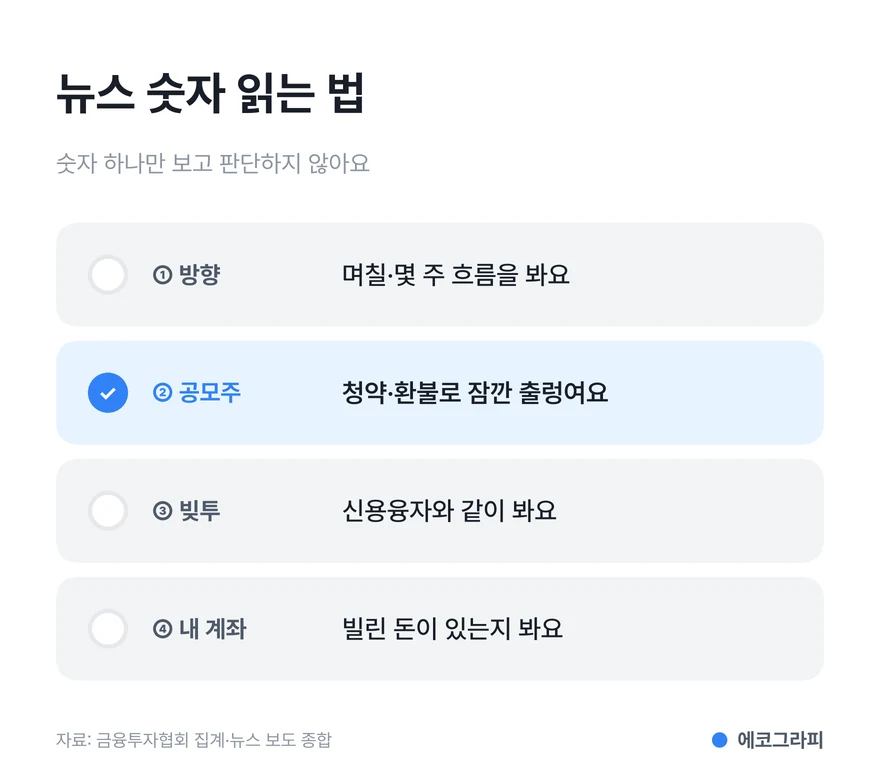 뉴스 숫자 읽는 법
숫자 하나만 보고 판단하지 않아요
① 방향 며칠·몇 주 흐름을 봐요
② 공모주 청약·환불로 잠깐 출렁여요
③ 빚투 신용융자와 같이 봐요
④ 내 계좌 빌린 돈이 있는지 봐요
자료: 금융투자협회 집계·뉴스 보도 종합 에코그라피